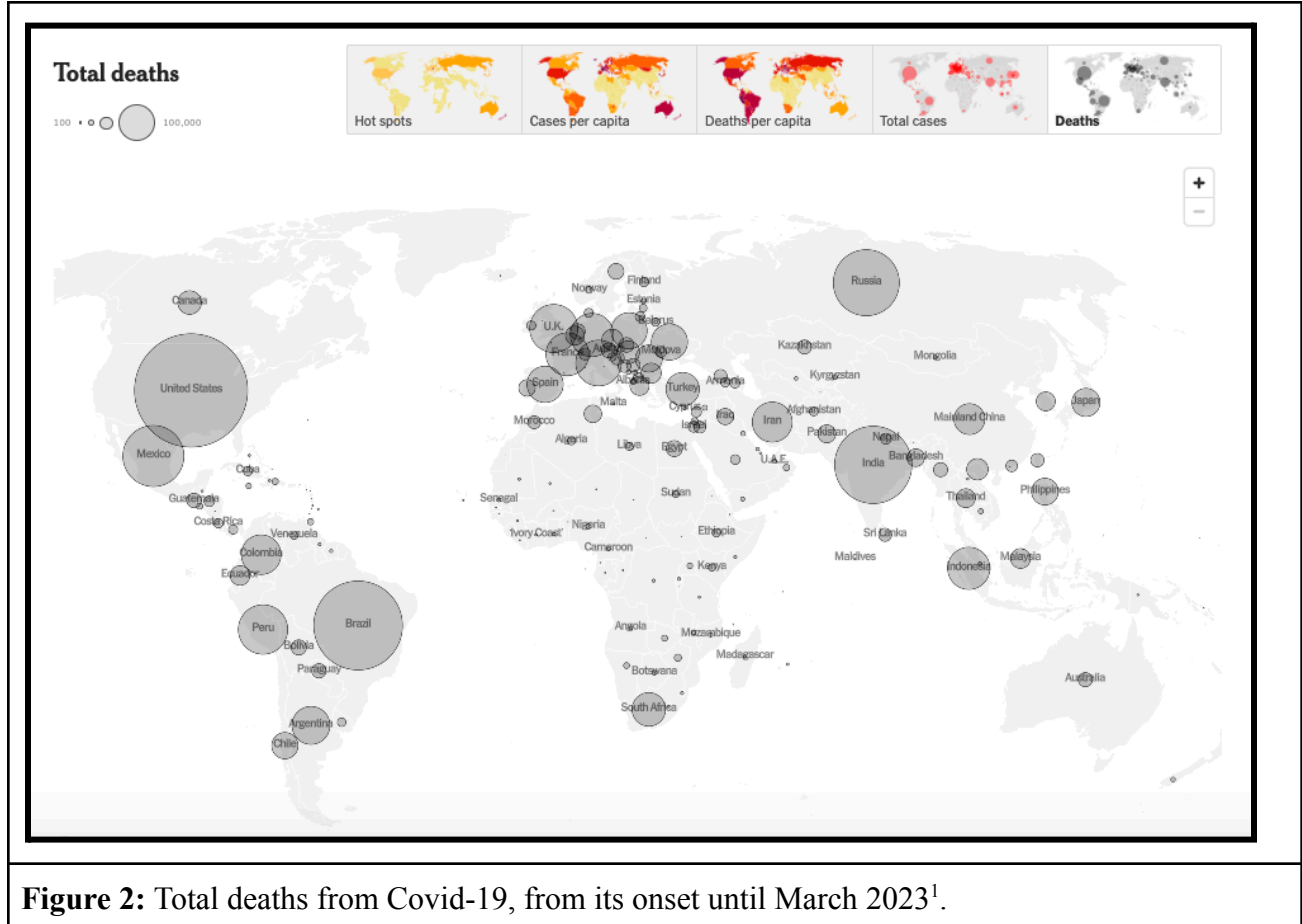 Total deaths
100
100,000
Hot spots
Cases per capita
Deaths per capita
Total cases
Deaths
+
−
Russia
Finland
Norway
Estonia
Canada
U.K.
Belarus
France
Moldova
Kazakhstan
Mongolia
United States
Spain
Albania
Turkey
Armenia
Kyrgyzstan
Malta
Cyprus
Afghanistan
Japan
Morocco
Israel
Iraq
Iran
Mainland China
Mexico
Algeria
Libya
Egypt
Pakistan
Nepal
Bangladesh
Cuba
U.A.E.
India
Guatemala
Senegal
Sudan
Thailand
Philippines
Costa Rica
Venezuela
Ivory Coast
Nigeria
Ethiopia
Sri Lanka
Colombia
Cameroon
Maldives
Malaysia
Ecuador
Kenya
Indonesia
Peru
Brazil
Angola
Mozambique
Bolivia
Madagascar
Paraguay
Botswana
Australia
South Africa
Argentina
Chile
Figure 2: Total deaths from Covid-19, from its onset until March 2023¹.